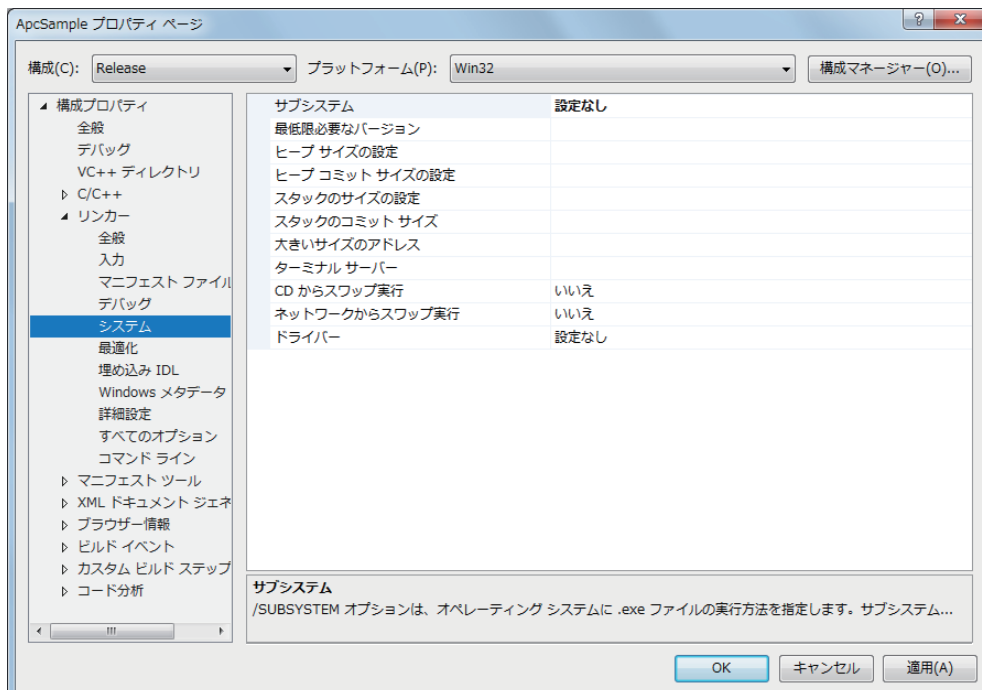 ApcSample プロパティ ページ
構成(C): Release プラットフォーム(P): Win32 構成マネージャー(O)...
構成プロパティ
全般
デバッグ
VC++ ディレクトリ
C/C++
リンカー
全般
入力
マニフェスト ファイル
デバッグ
システム
最適化
埋め込み IDL
Windows メタデータ
詳細設定
すべてのオプション
コマンド ライン
マニフェスト ツール
XML ドキュメント ジェネ
ブラウザー情報
ビルド イベント
カスタム ビルド ステップ
コード分析
サブシステム 設定なし
最低限必要なバージョン
ヒープ サイズの設定
ヒープ コミット サイズの設定
スタックのサイズの設定
スタックのコミット サイズ
大きいサイズのアドレス
ターミナル サーバー
CD からスワップ実行 いいえ
ネットワークからスワップ実行 いいえ
ドライバー 設定なし
サブシステム
/SUBSYSTEM オプションは、オペレーティング システムに .exe ファイルの実行方法を指定します。サブシステム...
OK キャンセル 適用(A)